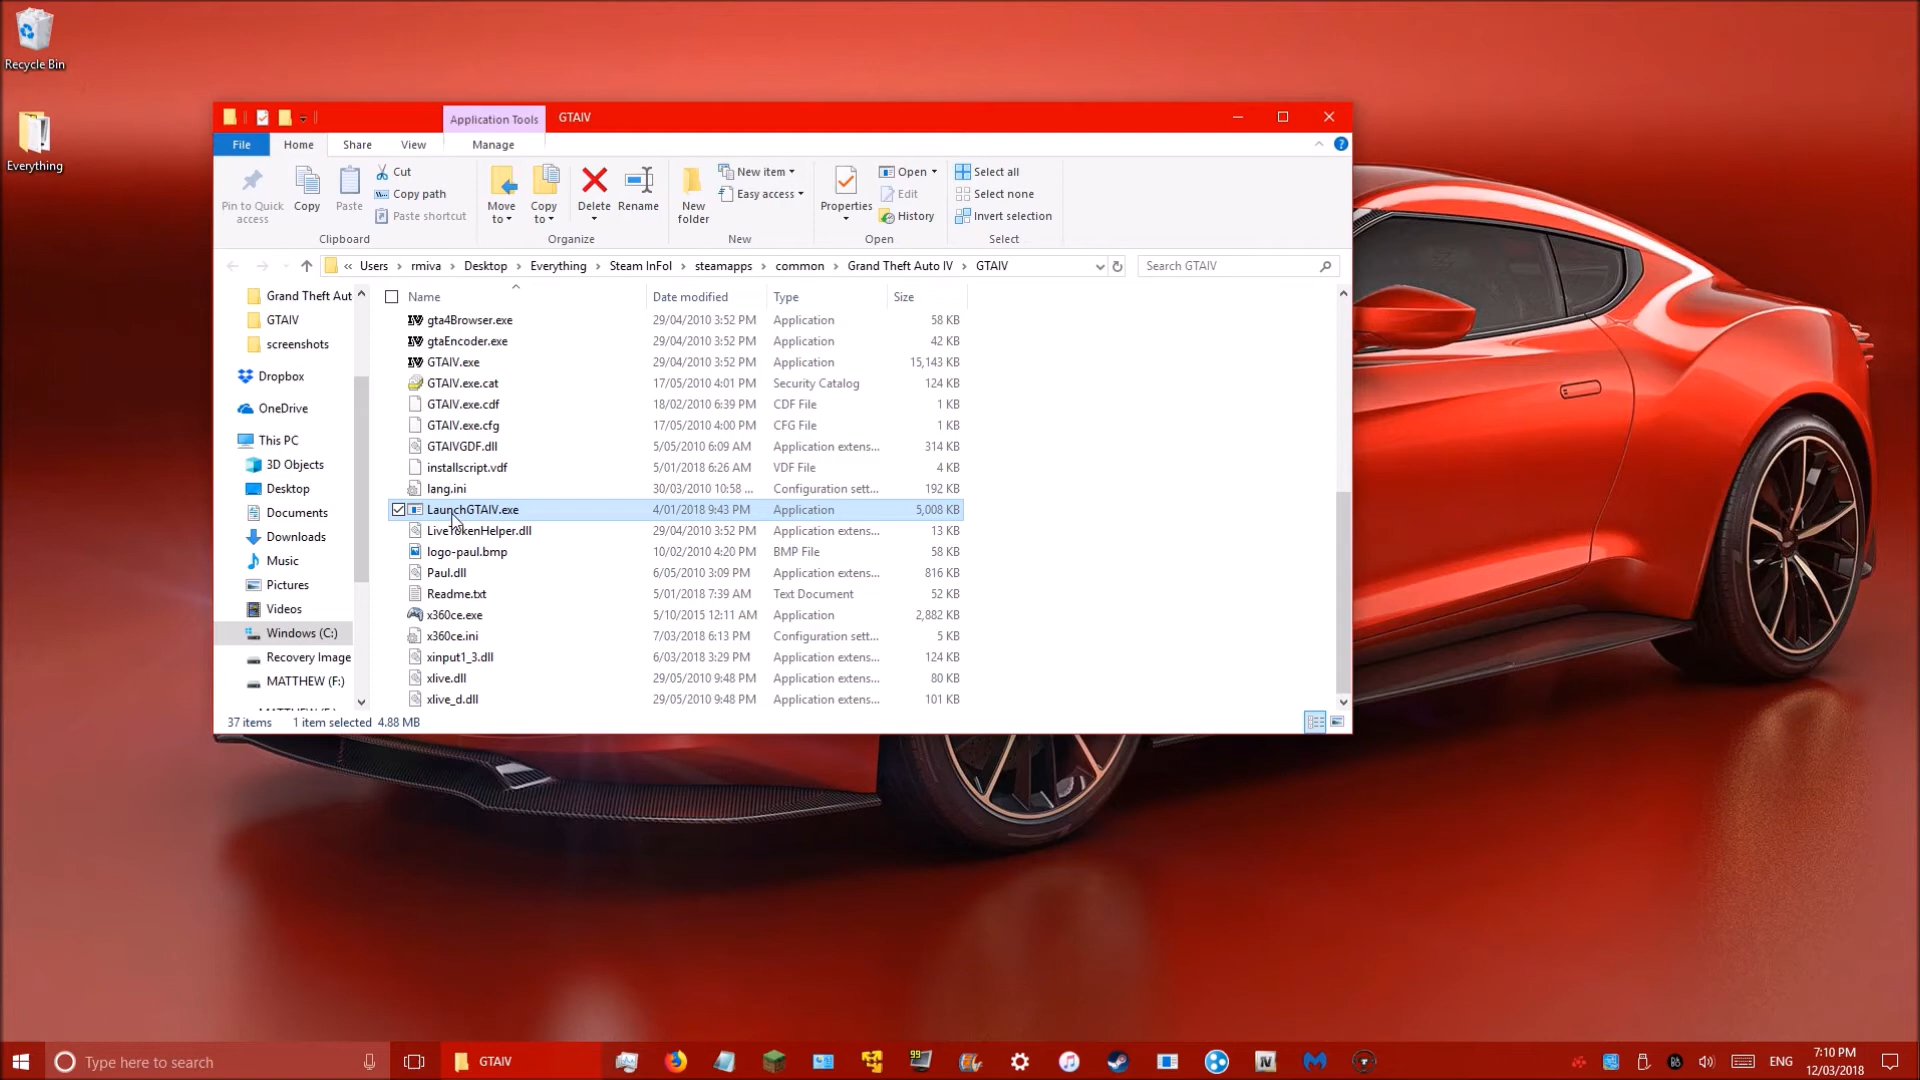 Recycle Bin
Everything
Application Tools
GTAIV
File
Home
Share
View
Manage
Pin to Quick
access
Copy
Paste
Cut
Copy path
Paste shortcut
Clipboard
Move
to
Copy
to
Delete
Rename
Organize
New
folder
New item
Easy access
New
Properties
Open
Edit
History
Open
Select all
Select none
Invert selection
Select
« Users > rmiva > Desktop > Everything > Steam InFol > steamapps > common > Grand Theft Auto IV > GTAIV
Search GTAIV
Grand Theft Aut
GTAIV
screenshots
Dropbox
OneDrive
This PC
3D Objects
Desktop
Documents
Downloads
Music
Pictures
Videos
Windows (C:)
Recovery Image
MATTHEW (F:)
Name Date modified Type Size
gta4Browser.exe 29/04/2010 3:52 PM Application 58 KB
gtaEncoder.exe 29/04/2010 3:52 PM Application 42 KB
GTAIV.exe 29/04/2010 3:52 PM Application 15,143 KB
GTAIV.exe.cat 17/05/2010 4:01 PM Security Catalog 124 KB
GTAIV.exe.cdf 18/02/2010 6:39 PM CDF File 1 KB
GTAIV.exe.cfg 17/05/2010 4:00 PM CFG File 1 KB
GTAIVGDF.dll 5/05/2010 6:09 AM Application extens... 314 KB
installscript.vdf 5/01/2018 6:26 AM VDF File 4 KB
lang.ini 30/03/2010 10:58 ... Configuration sett... 192 KB
LaunchGTAIV.exe 4/01/2018 9:43 PM Application 5,008 KB
LiveTokenHelper.dll 29/04/2010 3:52 PM Application extens... 13 KB
logo-paul.bmp 10/02/2010 4:20 PM BMP File 58 KB
Paul.dll 6/05/2010 3:09 PM Application extens... 816 KB
Readme.txt 5/01/2018 7:39 AM Text Document 52 KB
x360ce.exe 5/10/2015 12:11 AM Application 2,882 KB
x360ce.ini 7/03/2018 6:13 PM Configuration sett... 5 KB
xinput1_3.dll 6/03/2018 3:29 PM Application extens... 124 KB
xlive.dll 29/05/2010 9:48 PM Application extens... 80 KB
xlive_d.dll 29/05/2010 9:48 PM Application extens... 101 KB
37 items 1 item selected 4.88 MB
Type here to search
GTAIV
99
IV
ENG
7:10 PM
12/03/2018